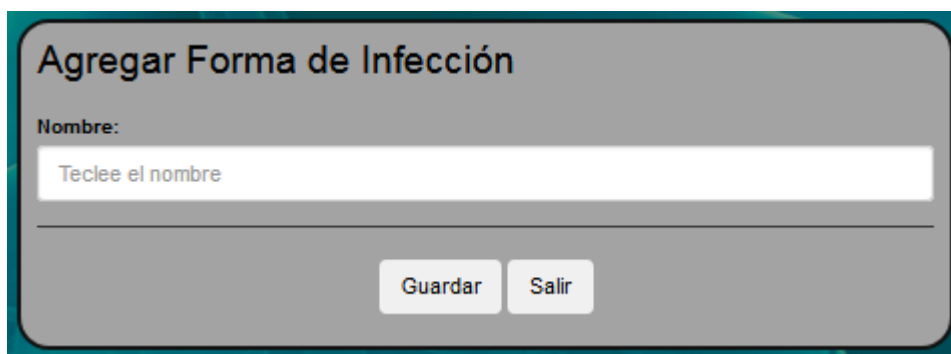 Agregar Forma de Infección
Nombre:
Teclee el nombre
Guardar Salir